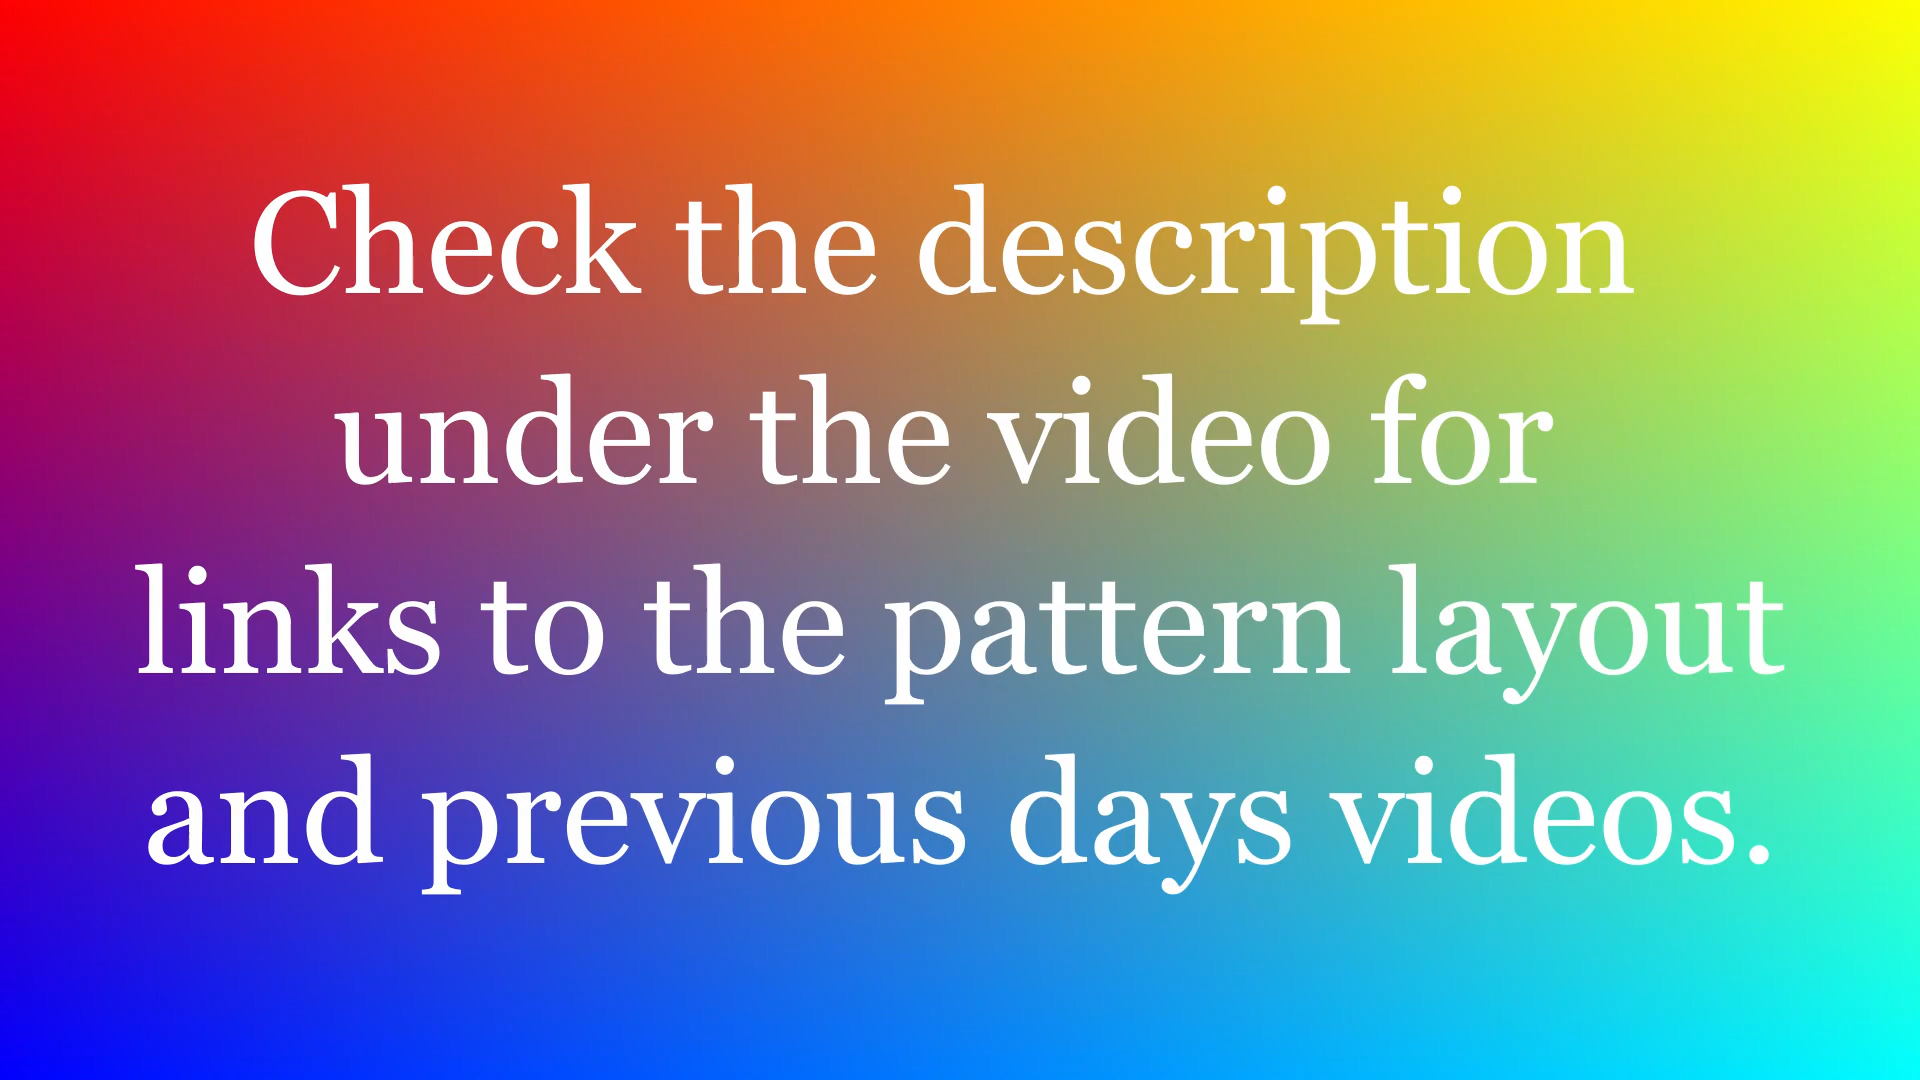 Check the description
under the video for
links to the pattern layout
and previous days videos.